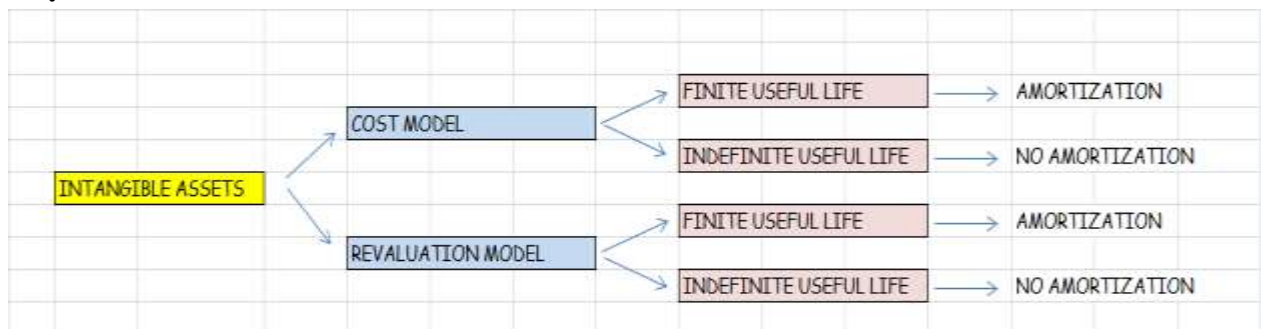 FINITE USEFUL LIFE
AMORTIZATION
COST MODEL
INDEFINITE USEFUL LIFE
NO AMORTIZATION
INTANGIBLE ASSETS
FINITE USEFUL LIFE
AMORTIZATION
REVALUATION MODEL
INDEFINITE USEFUL LIFE
NO AMORTIZATION